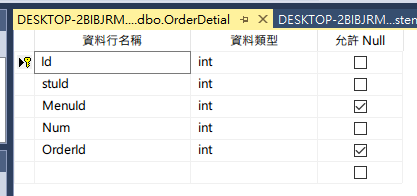 DESKTOP-2BIBJRM....dbo.OrderDetial DESKTOP-2BIBJRM...sten
資料行名稱 資料類型 允許 Null
Id int
stuId int
MenuId int
Num int
OrderId int